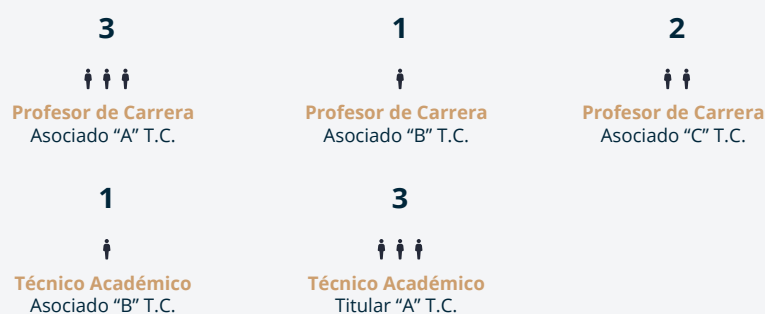 3
Profesor de Carrera
Asociado “A” T.C.
1
Profesor de Carrera
Asociado “B” T.C.
2
Profesor de Carrera
Asociado “C” T.C.
1
Técnico Académico
Asociado “B” T.C.
3
Técnico Académico
Titular “A” T.C.